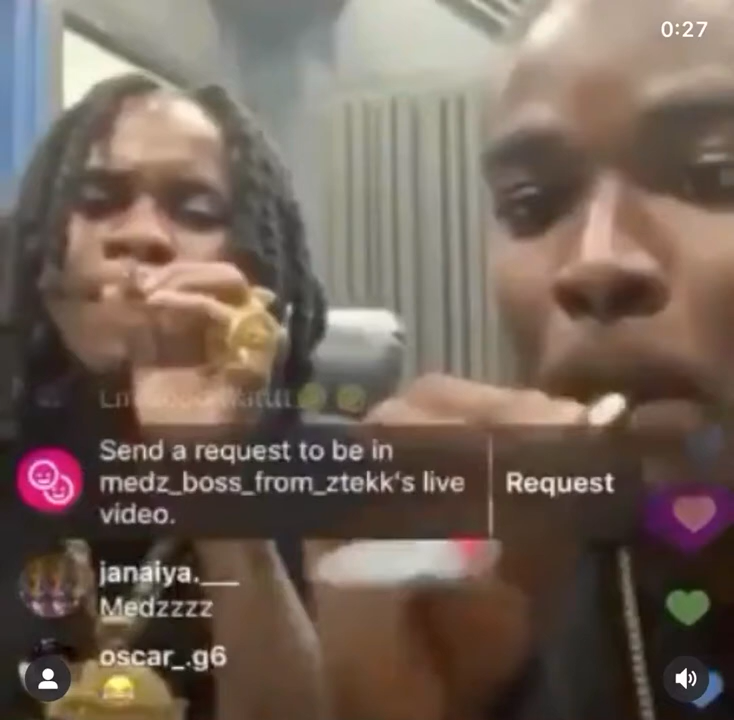 0:27
Send a request to be in
medz_boss_from_ztekk's live
video.
Request
janaiya.___
Medzzzz
oscar_.g6
😂